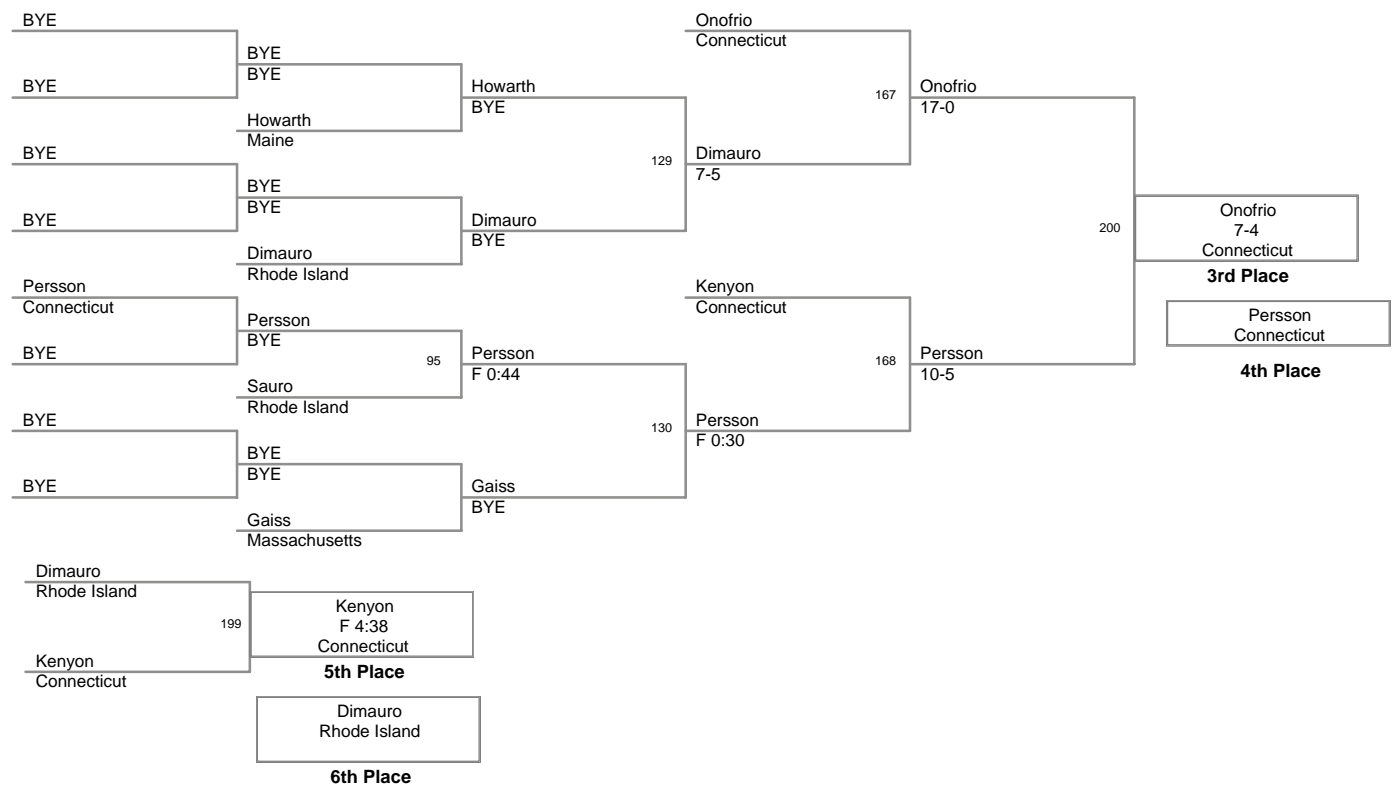 BYE
BYE
BYE
BYE
Howarth
Maine
Howarth
BYE
BYE
BYE
BYE
BYE
Dimauro
Rhode Island
Dimauro
BYE
129
Dimauro
7-5
Onofrio
Connecticut
167
Onofrio
17-0
Persson
Connecticut
BYE
Persson
BYE
95
Sauro
Rhode Island
Persson
F 0:44
BYE
BYE
BYE
BYE
Gaiss
Massachusetts
Gaiss
BYE
130
Persson
F 0:30
Kenyon
Connecticut
168
Persson
10-5
200
Onofrio
7-4
Connecticut
3rd Place
Persson
Connecticut
4th Place
Dimauro
Rhode Island
199
Kenyon
Connecticut
Kenyon
F 4:38
Connecticut
5th Place
Dimauro
Rhode Island
6th Place